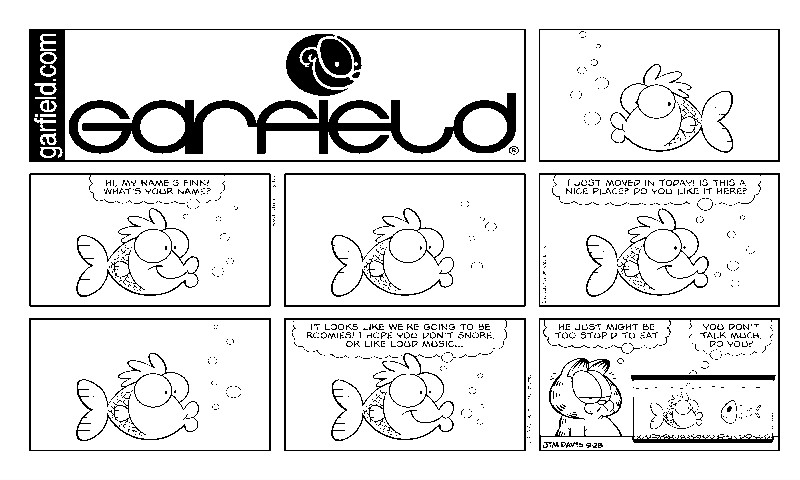 garfield.com
GARFIELD
®
HI, MY NAME'S FINK!
WHAT'S YOUR NAME?
I JUST MOVED IN TODAY! IS THIS A
NICE PLACE? DO YOU LIKE IT HERE?
IT LOOKS LIKE WE'RE GOING TO BE
ROOMIES! I HOPE YOU DON'T SNORE,
OR LIKE LOUD MUSIC...
HE JUST MIGHT BE
TOO STUPID TO EAT
YOU DON'T
TALK MUCH,
DO YOU?
JIM DAVIS 9-28